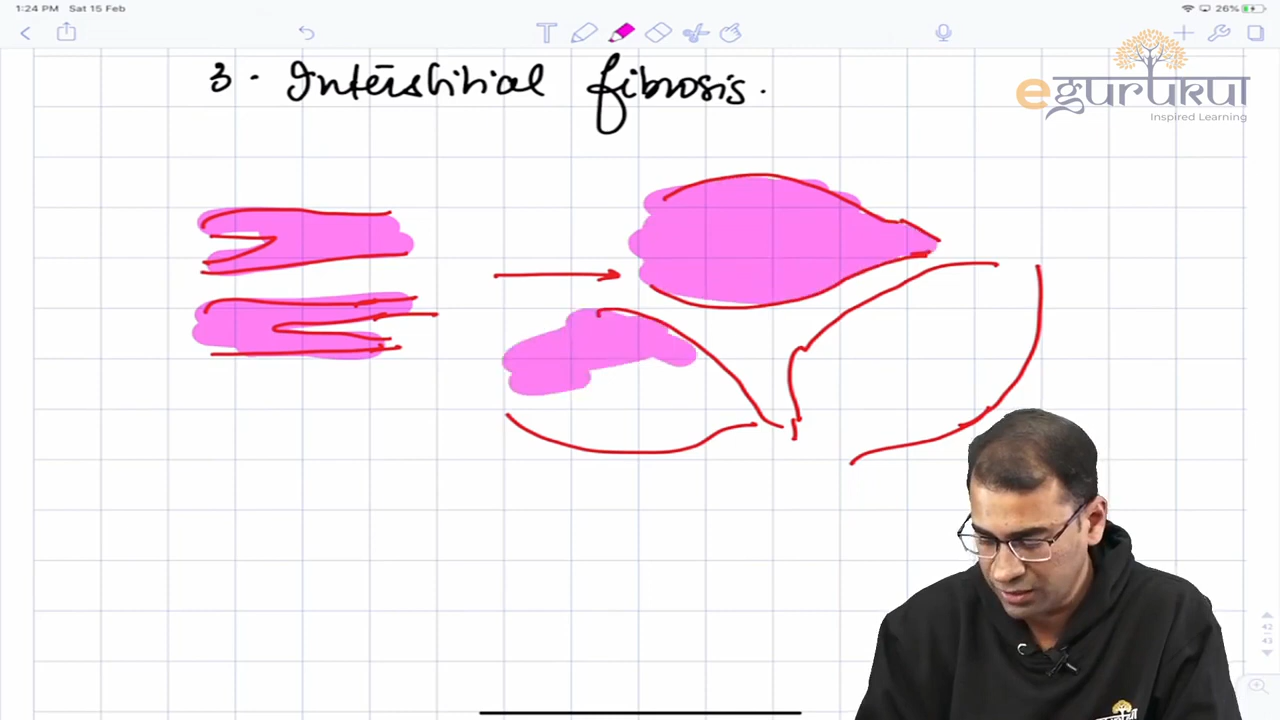 1:24 PM Sat 15 Feb
26%
T
3. Interstitial fibrosis.
eGurukul
Inspired Learning